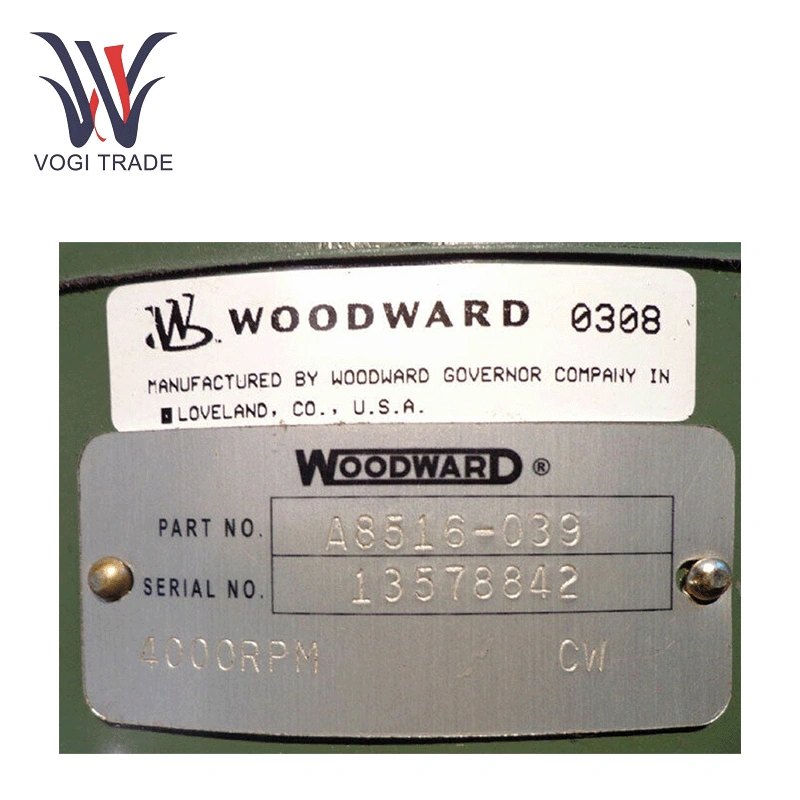 VOGI TRADE
WOODWARD 0308
MANUFACTURED BY WOODWARD GOVERNOR COMPANY IN
LOVELAND, CO., U.S.A.
WOODWARD ®
PART NO. A8516-039
SERIAL NO. 13578842
4000RPM CW